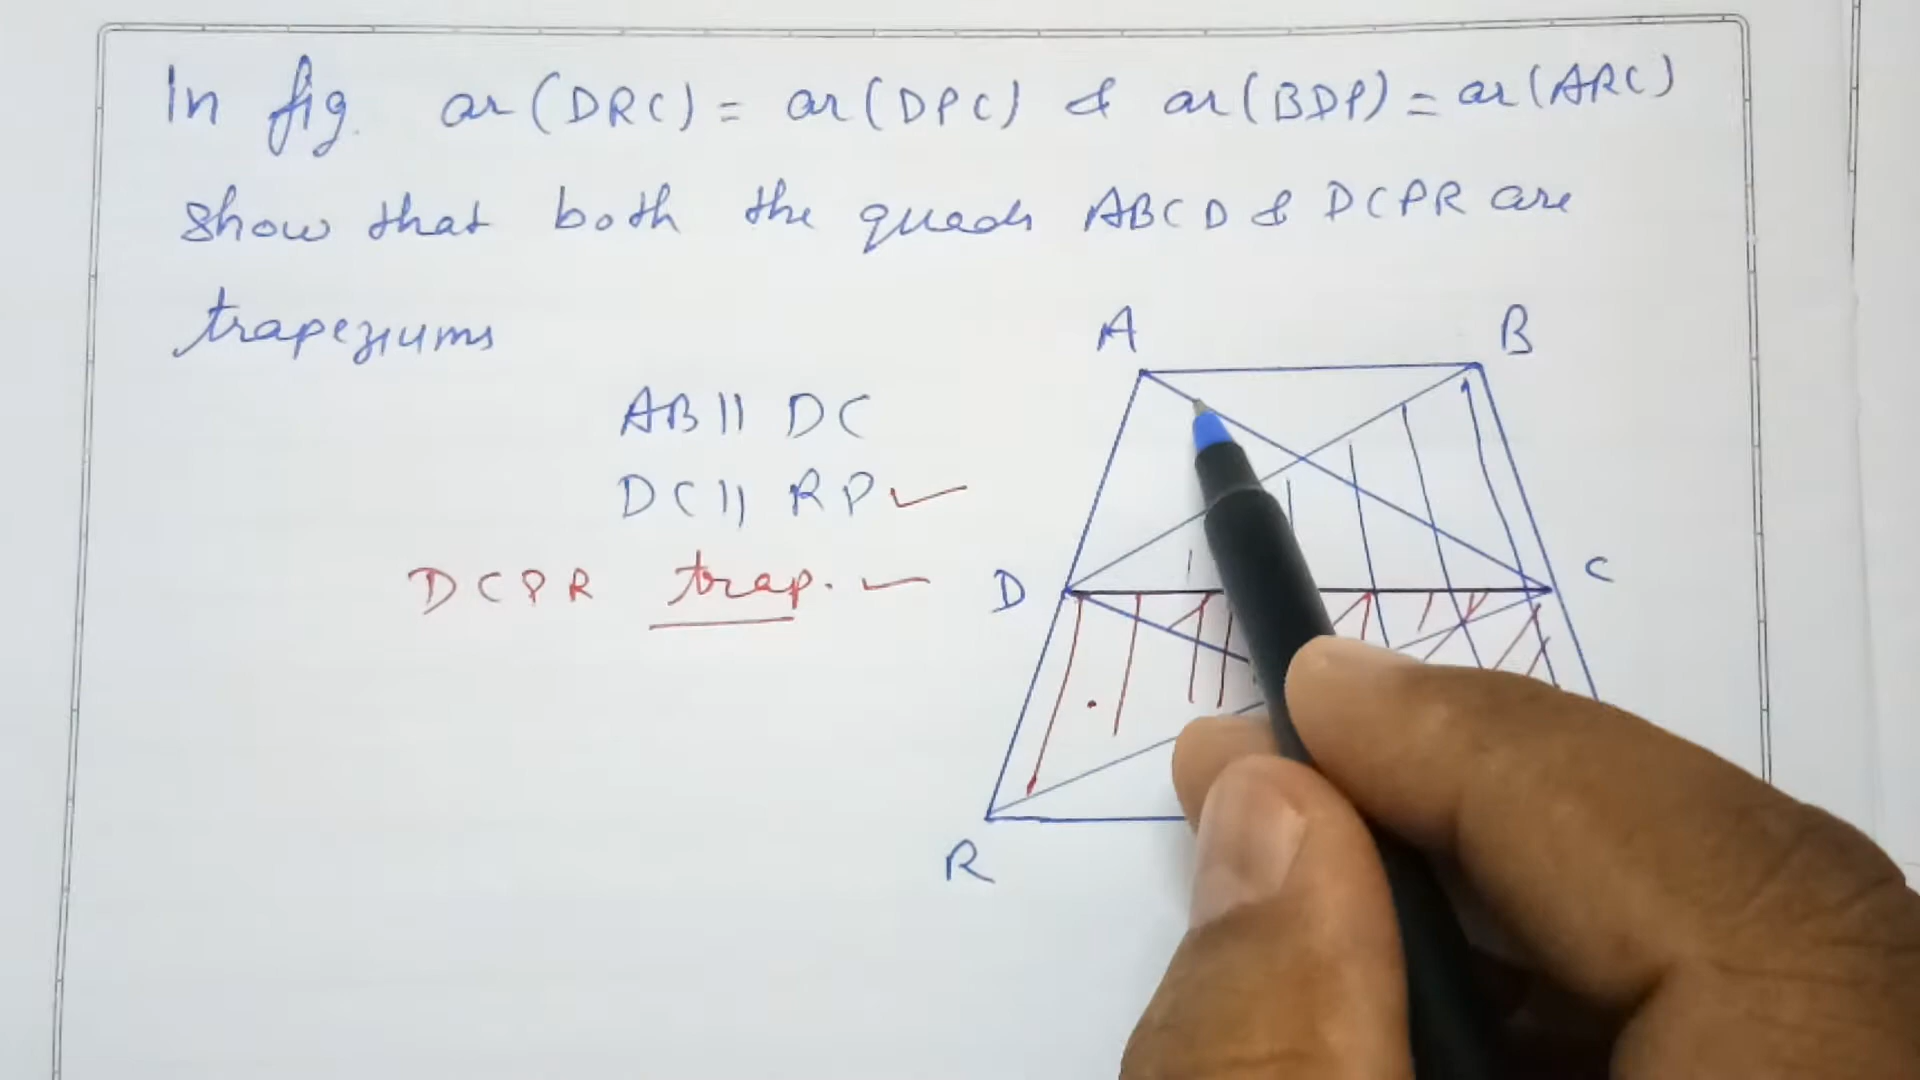 In fig. ar(DRC) = ar(DPC) & ar(BDP) = ar(ARC)
show that both the quads ABCD & DCPR are
trapeziums
A B
AB || DC
DC || RP ✓
DCPR trap. ✓ D C
R